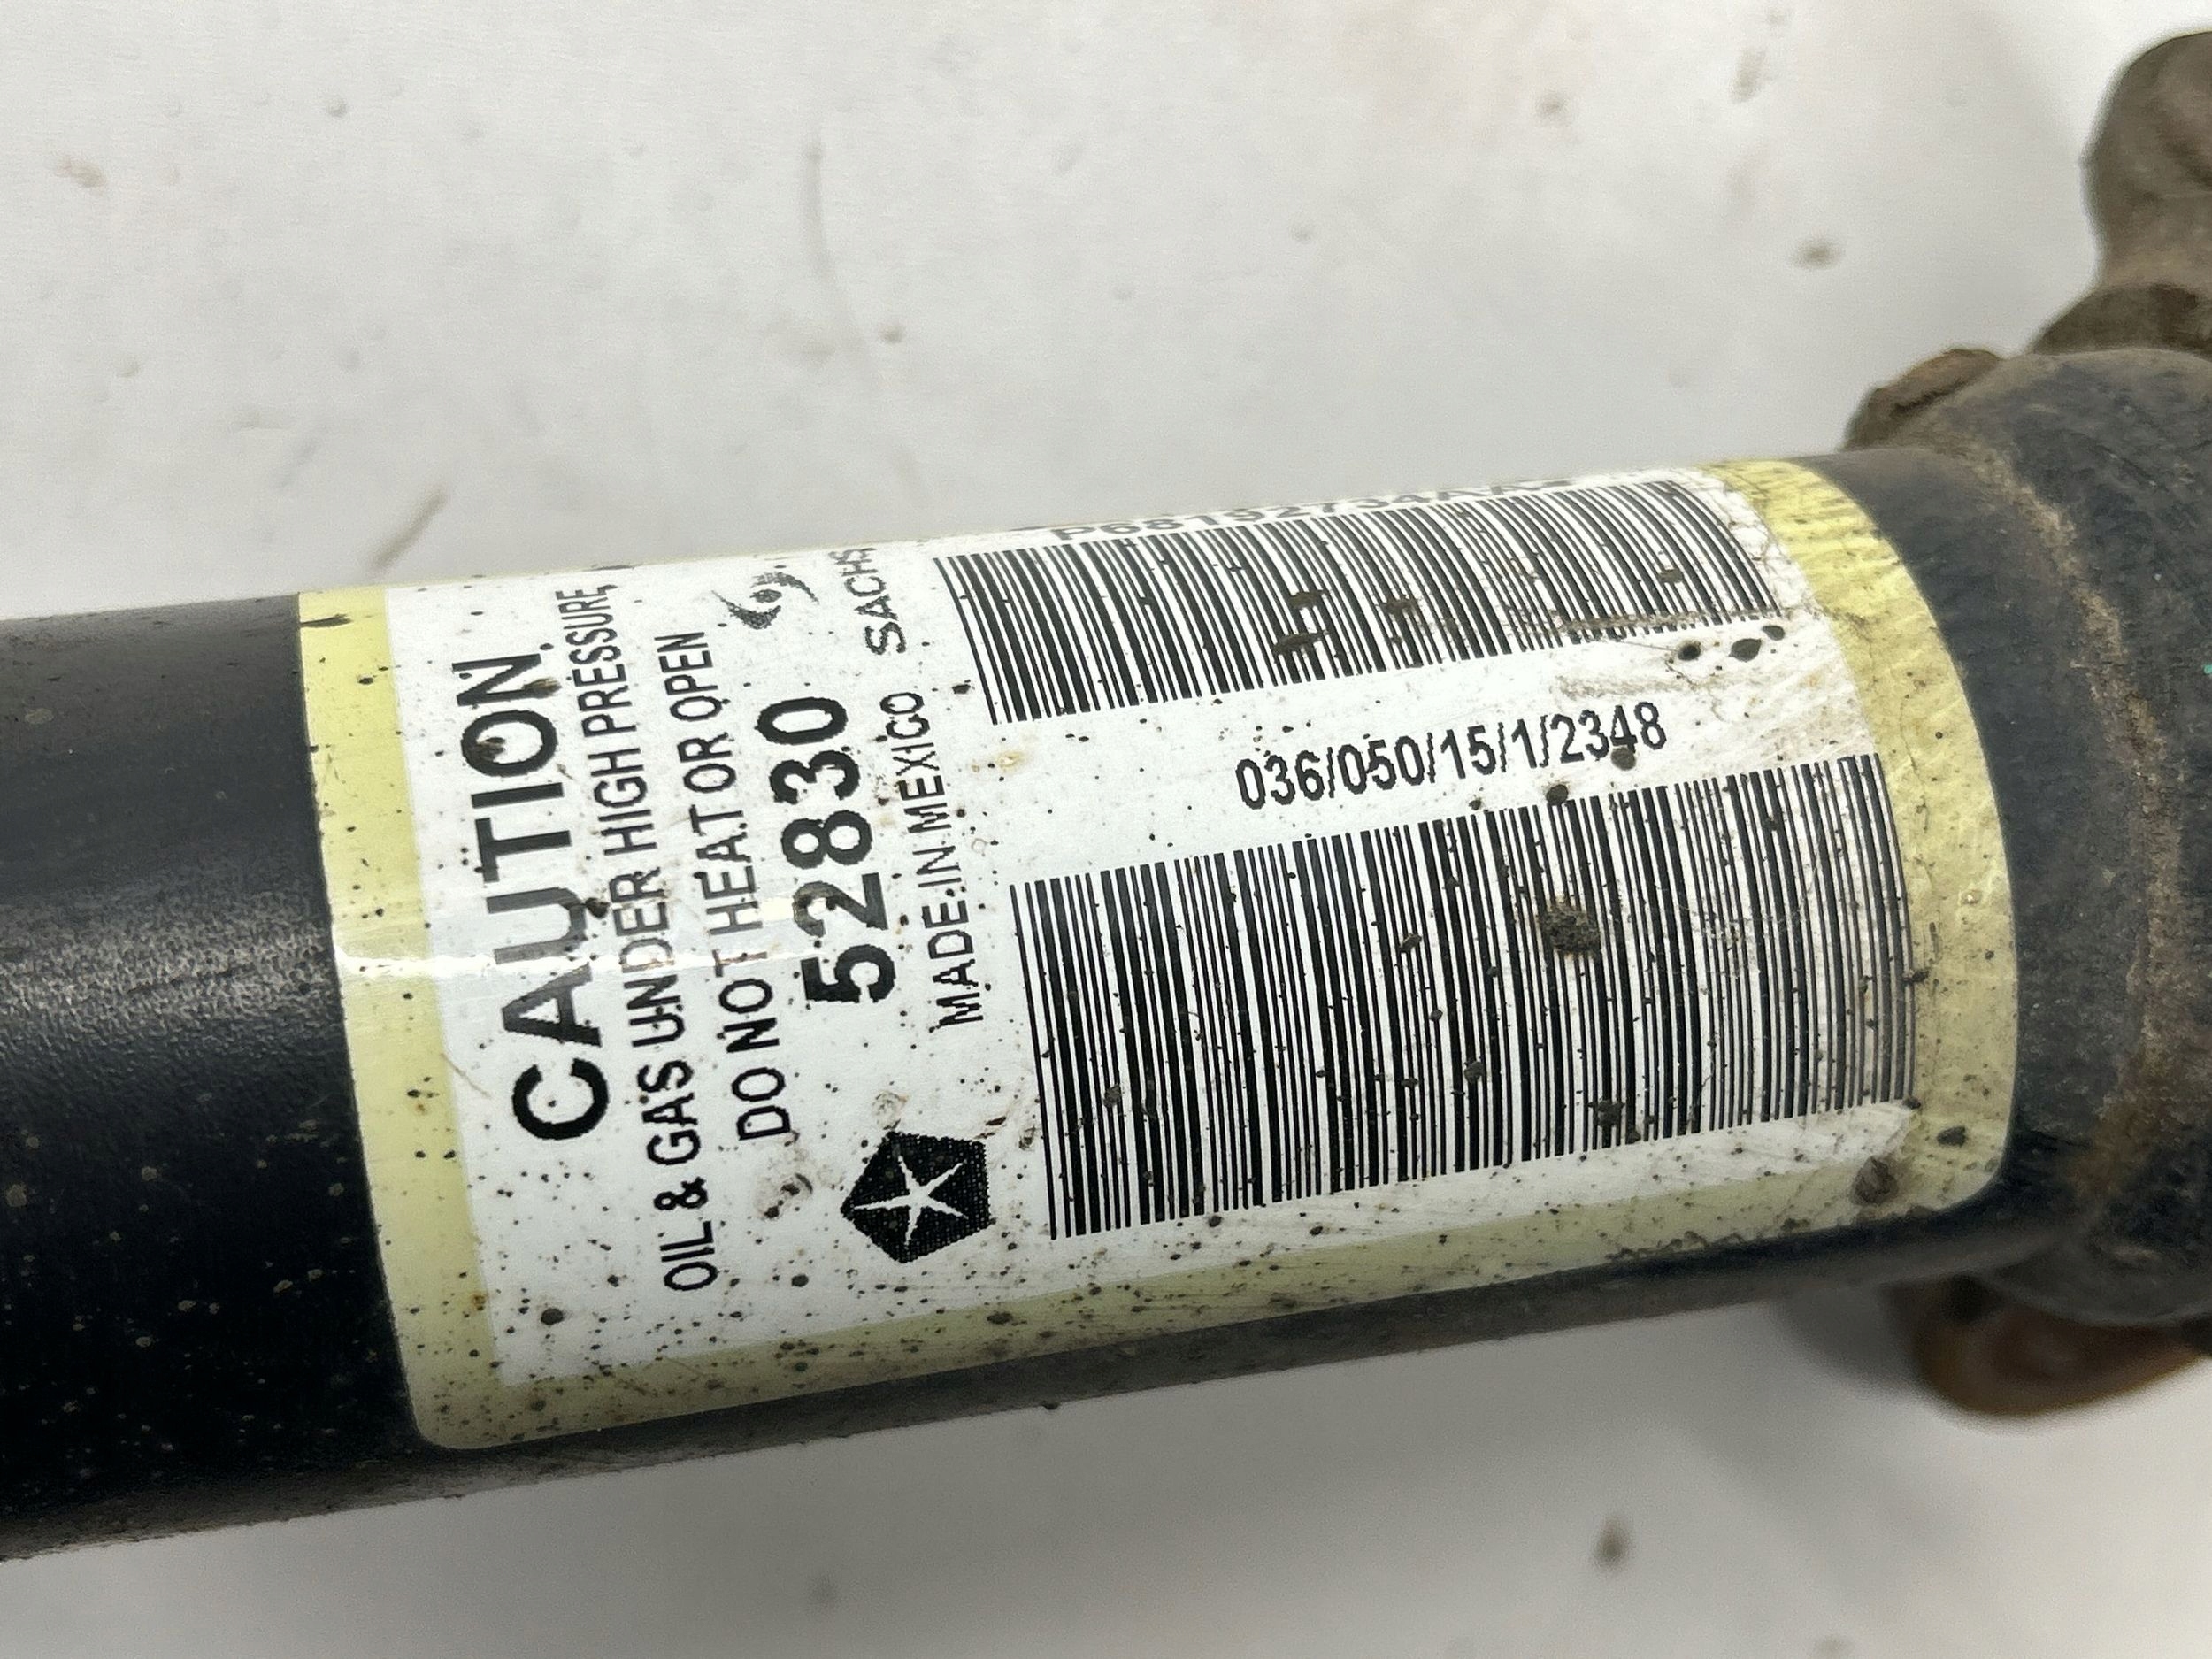 CAUTION
OIL & GAS UNDER HIGH PRESSURE,
DO NOT HEAT OR OPEN
52830
MADE IN MEXICO
SACHS
036/050/15/1/2348